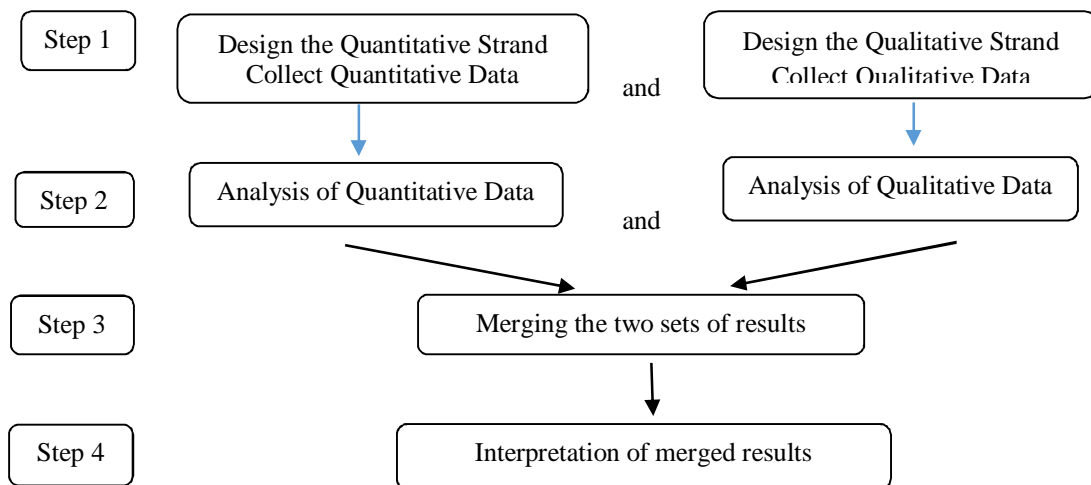 Step 1
Design the Quantitative Strand
Collect Quantitative Data
and
Design the Qualitative Strand
Collect Qualitative Data
Step 2
Analysis of Quantitative Data
and
Analysis of Qualitative Data
Step 3
Merging the two sets of results
Step 4
Interpretation of merged results